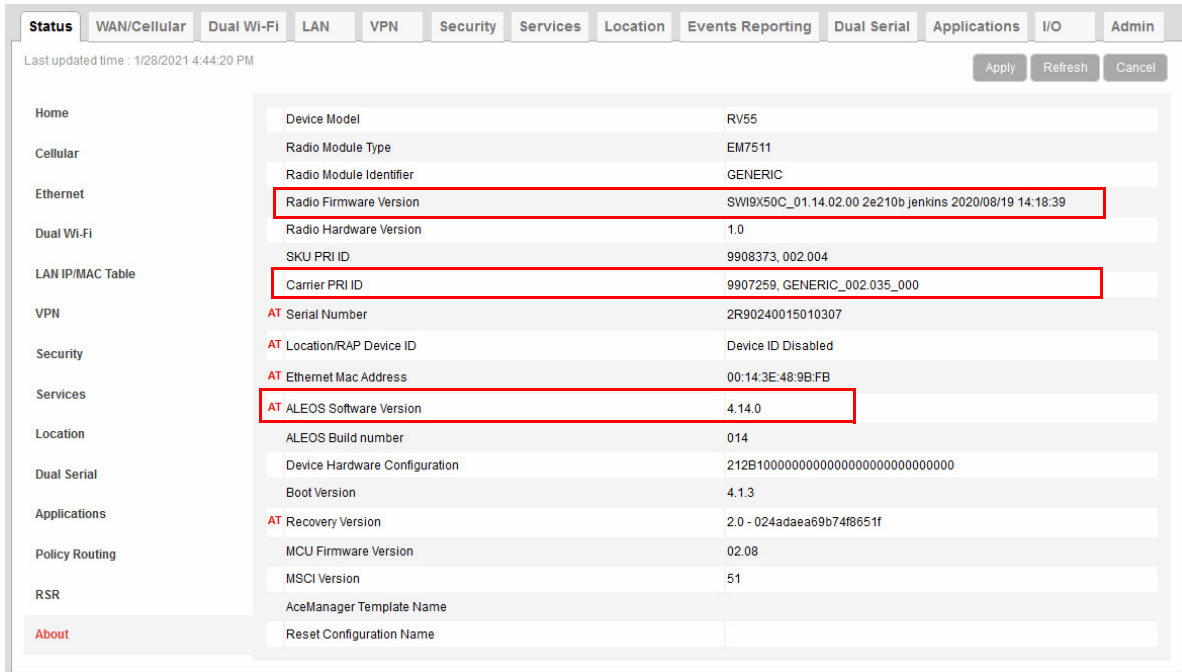 Status WAN/Cellular Dual Wi-Fi LAN VPN Security Services Location Events Reporting Dual Serial Applications I/O Admin
Last updated time : 1/28/2021 4:44:20 PM
Apply Refresh Cancel
Home
Cellular
Ethernet
Dual Wi-Fi
LAN IP/MAC Table
VPN
Security
Services
Location
Dual Serial
Applications
Policy Routing
RSR
About
Device Model RV55
Radio Module Type EM7511
Radio Module Identifier GENERIC
Radio Firmware Version SWI9X50C_01.14.02.00 2e210b jenkins 2020/08/19 14:18:39
Radio Hardware Version 1.0
SKU PRI ID 9908373, 002.004
Carrier PRI ID 9907259, GENERIC_002.035_000
AT Serial Number 2R90240015010307
AT Location/RAP Device ID Device ID Disabled
AT Ethernet Mac Address 00:14:3E:48:9B:FB
AT ALEOS Software Version 4.14.0
ALEOS Build number 014
Device Hardware Configuration 212B1000000000000000000000000000
Boot Version 4.1.3
AT Recovery Version 2.0 - 024adaea69b74f8651f
MCU Firmware Version 02.08
MSCI Version 51
AceManager Template Name
Reset Configuration Name